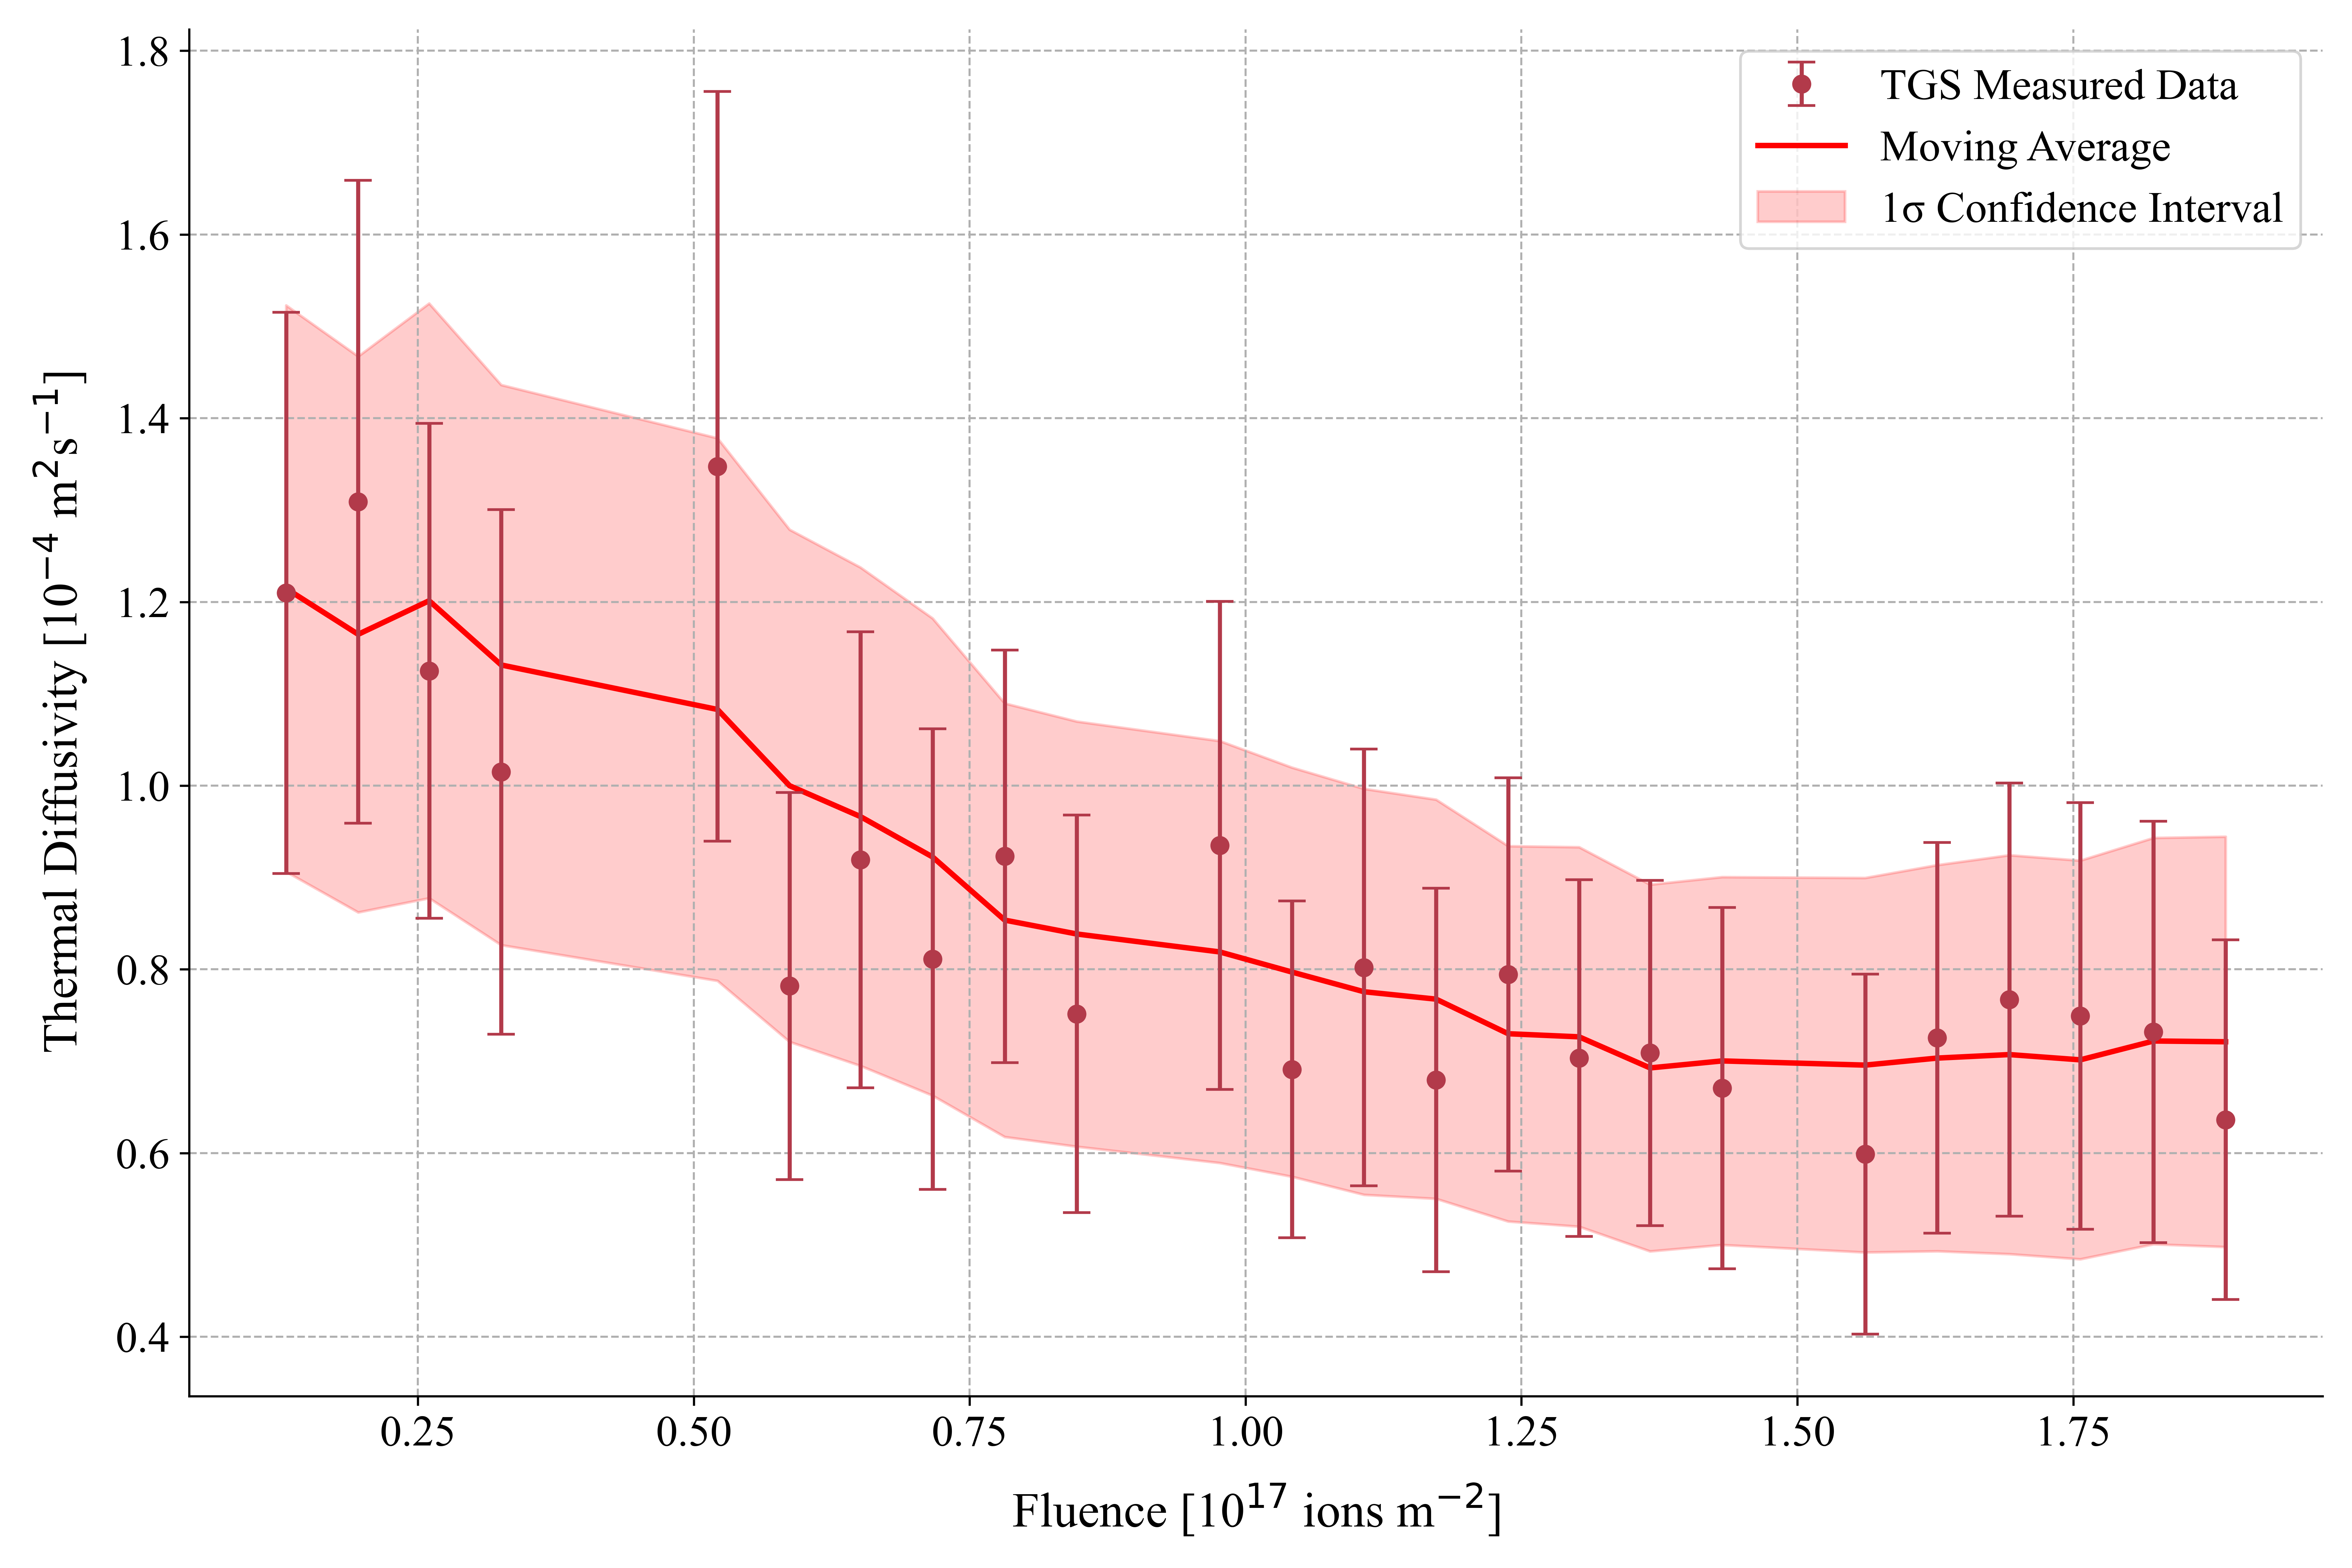 1.8
1.6
1.4
1.2
1.0
0.8
0.6
0.4
Thermal Diffusivity [10⁻⁴ m²s⁻¹]
TGS Measured Data
Moving Average
1σ Confidence Interval
0.25 0.50 0.75 1.00 1.25 1.50 1.75
Fluence [10¹⁷ ions m⁻²]